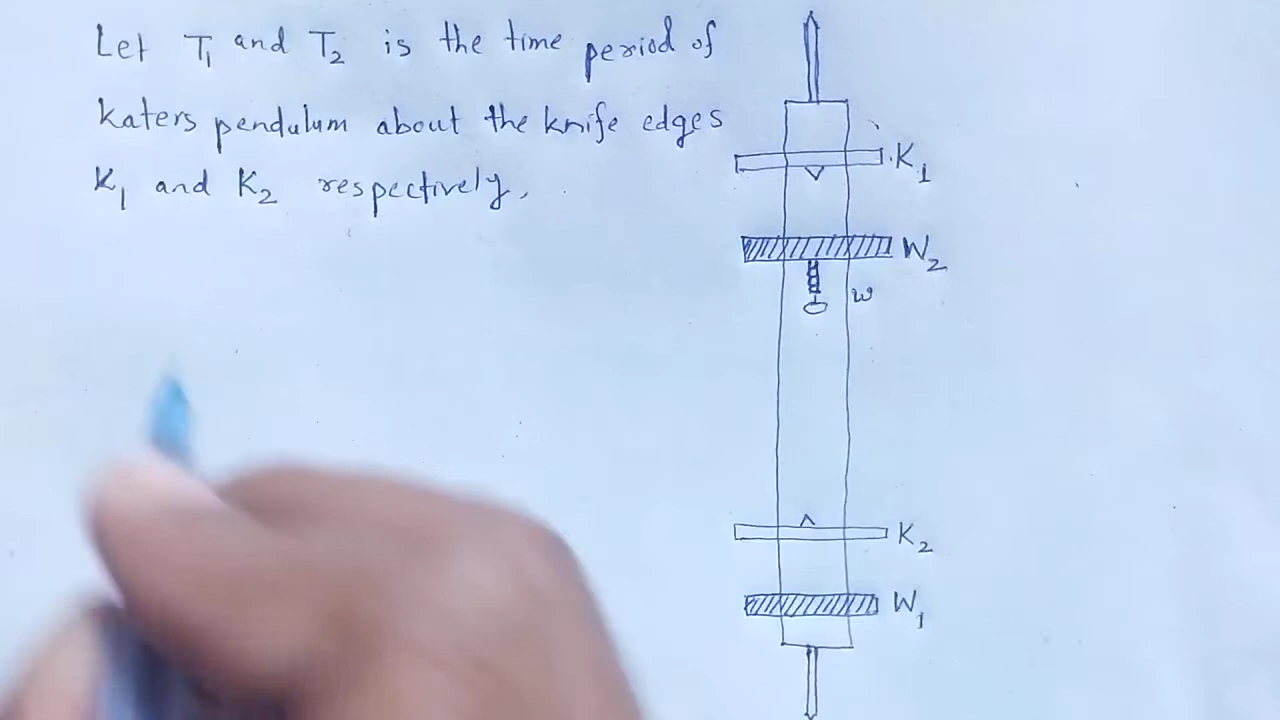 Let T₁ and T₂ is the time period of
Katers pendulum about the knife edges
K₁ and K₂ respectively,
K₁
W₂
w
K₂
W₁